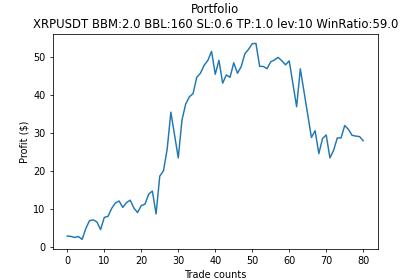 Portfolio
XRPUSDT BBM:2.0 BBL:160 SL:0.6 TP:1.0 lev:10 WinRatio:59.0
Profit ($)
50
40
30
20
10
0
0 10 20 30 40 50 60 70 80
Trade counts